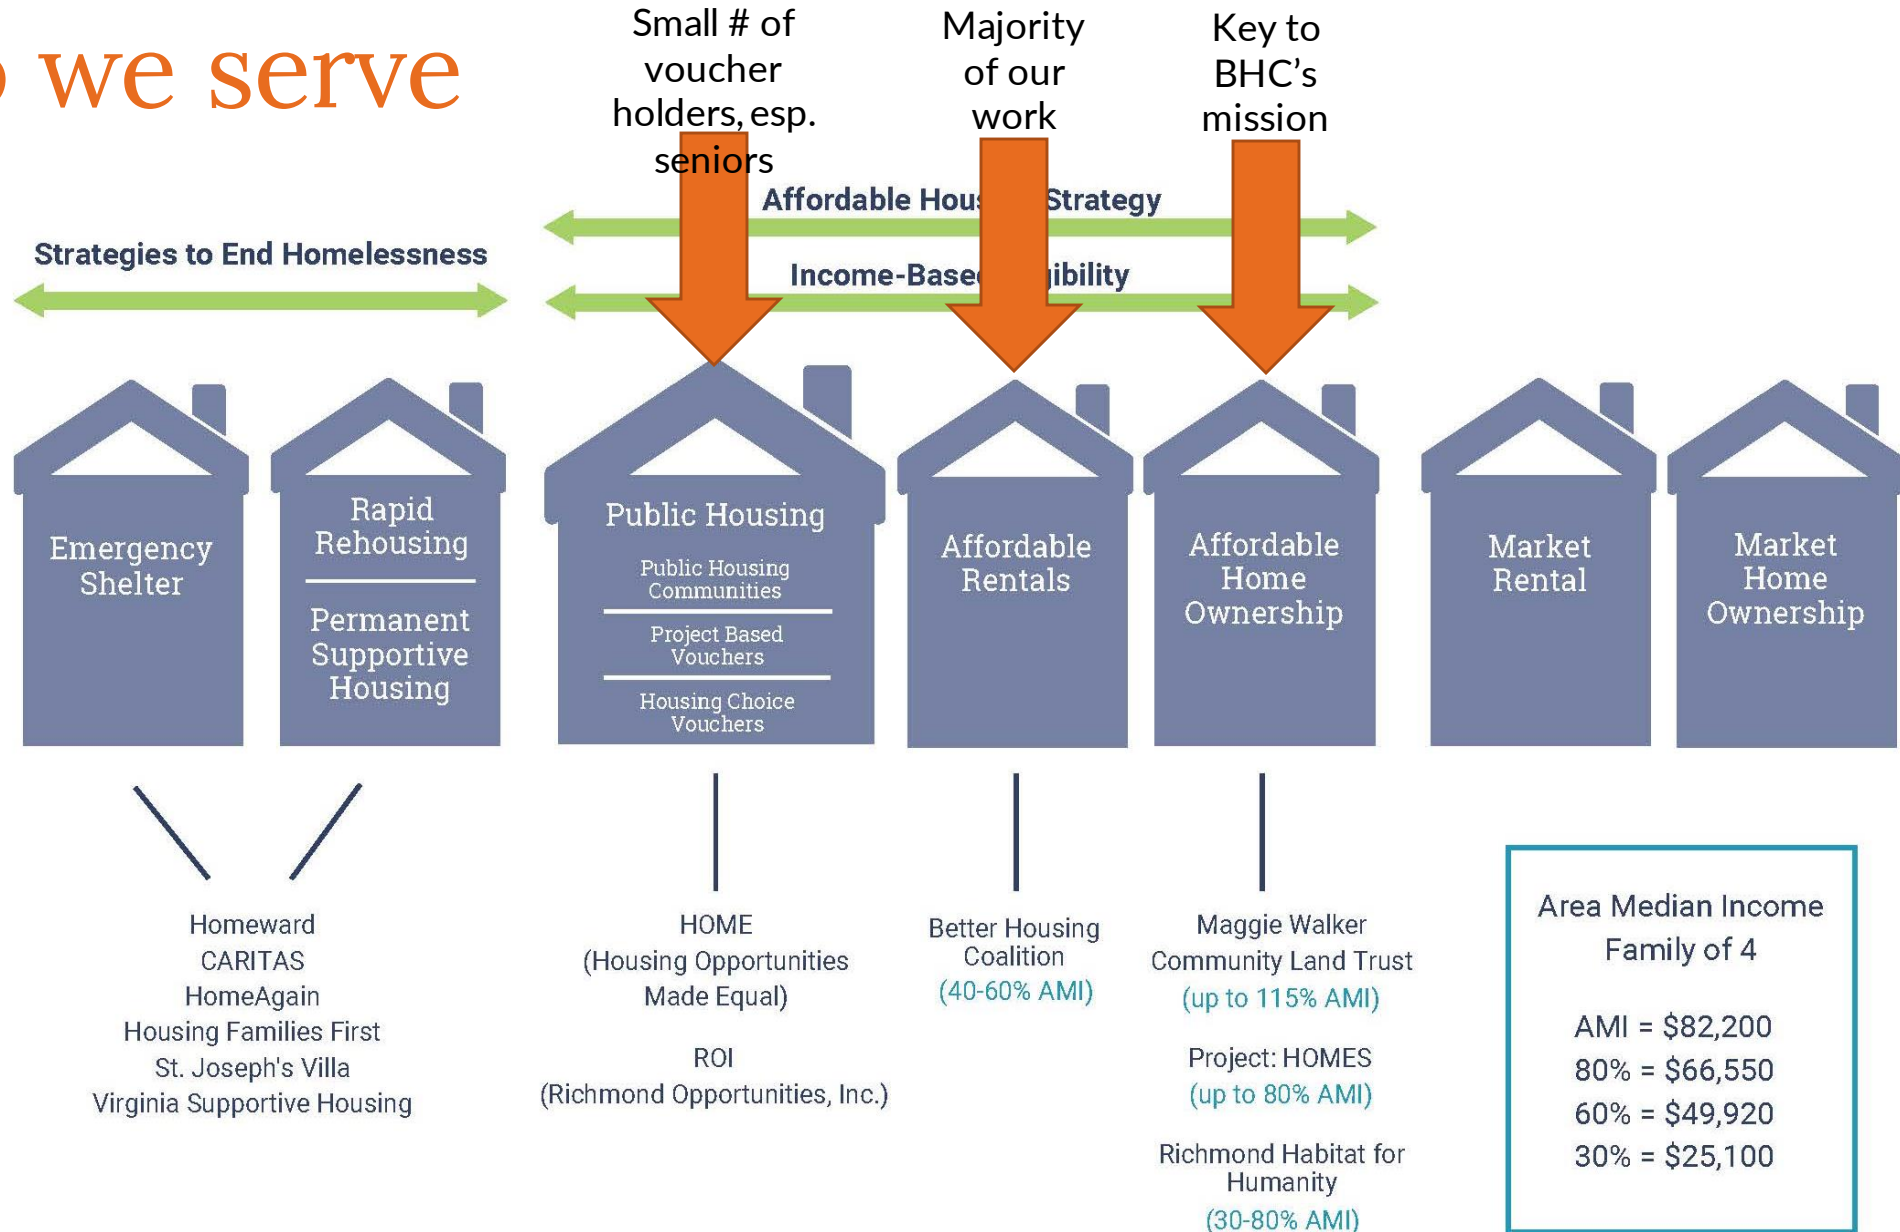 we serve
Small # of
voucher
holders, esp.
seniors
Majority
of our
work
Key to
BHC's
mission
Strategies to End Homelessness
Affordable Hou Strategy
Income-Base ibility
Emergency
Shelter
Rapid
Rehousing
Permanent
Supportive
Housing
Public Housing
Public Housing
Communities
Project Based
Vouchers
Housing Choice
Vouchers
Affordable
Rentals
Affordable
Home
Ownership
Market
Rental
Market
Home
Ownership
Homeward
CARITAS
HomeAgain
Housing Families First
St. Joseph's Villa
Virginia Supportive Housing
HOME
(Housing Opportunities
Made Equal)
ROI
(Richmond Opportunities, Inc.)
Better Housing
Coalition
(40-60% AMI)
Maggie Walker
Community Land Trust
(up to 115% AMI)
Project: HOMES
(up to 80% AMI)
Richmond Habitat for
Humanity
(30-80% AMI)
Area Median Income
Family of 4
AMI = $82,200
80% = $66,550
60% = $49,920
30% = $25,100